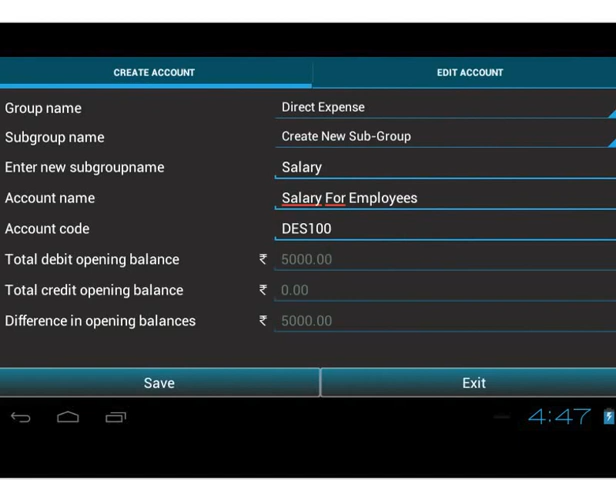 CREATE ACCOUNT EDIT ACCOUNT
Group name Direct Expense
Subgroup name Create New Sub-Group
Enter new subgroupname Salary
Account name Salary For Employees
Account code DES100
Total debit opening balance ₹ 5000.00
Total credit opening balance ₹ 0.00
Difference in opening balances ₹ 5000.00
Save Exit
4:47